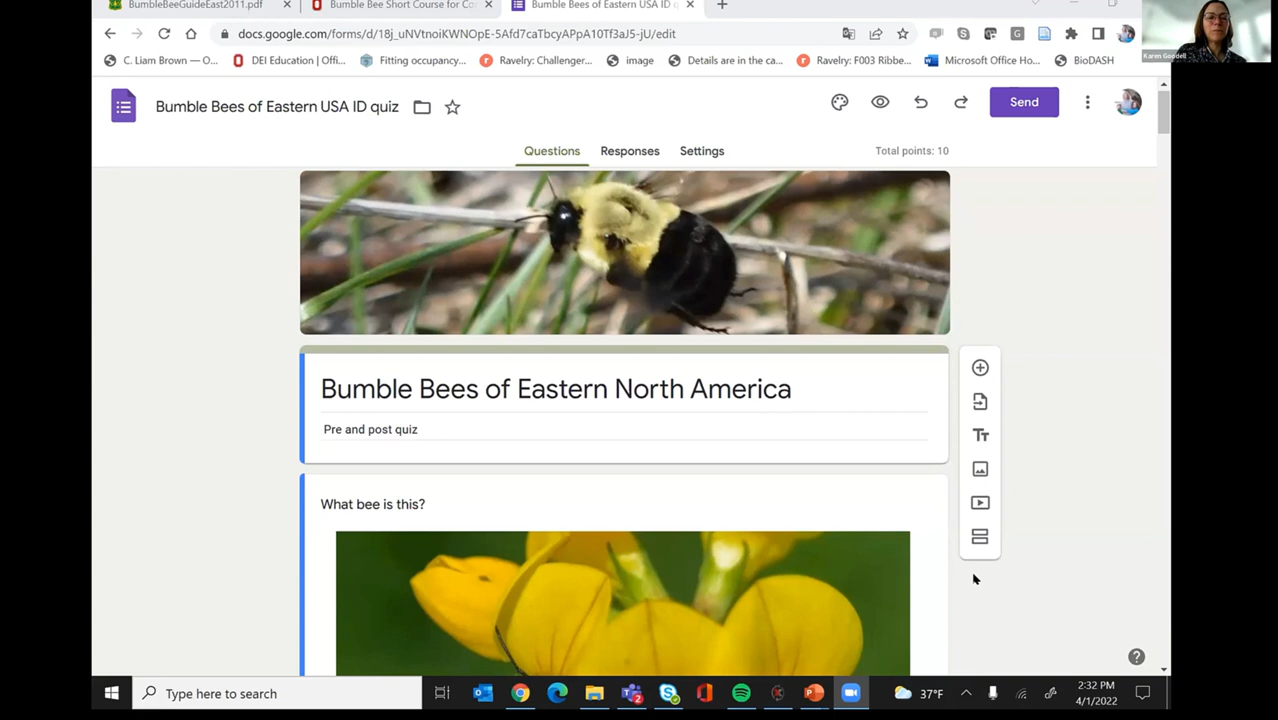 BumbleBeeGuideEast2011.pdf
Bumble Bee Short Course for Co
Bumble Bees of Eastern USA ID q
docs.google.com/forms/d/18j_uNVtnoiKWNOpE-5Afd7caTbcyAPpA10Tf3aJ5-jU/edit
C. Liam Brown — O...
DEI Education | Offi...
Fitting occupancy...
Ravelry: Challenger...
image
Details are in the ca...
Ravelry: F003 Ribbe...
Microsoft Office Ho...
BioDASH
Karen Goodell
Bumble Bees of Eastern USA ID quiz
Send
Questions
Responses
Settings
Total points: 10
Bumble Bees of Eastern North America
Pre and post quiz
Tt
What bee is this?
Type here to search
37°F
2:32 PM
4/1/2022